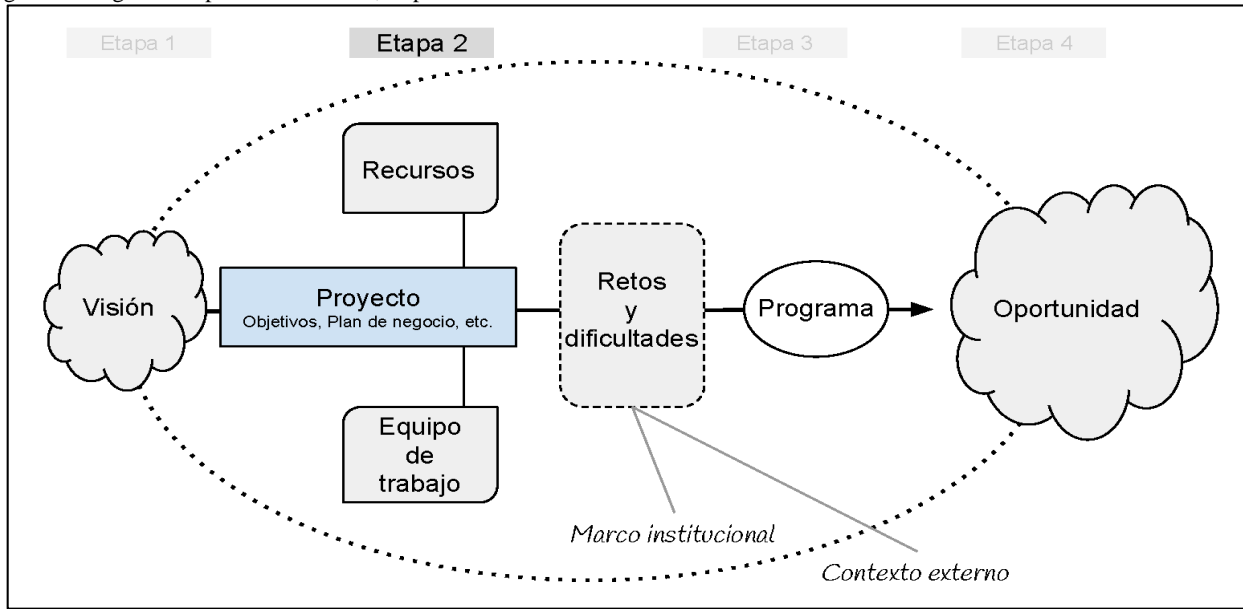 Etapa 1
Etapa 2
Etapa 3
Etapa 4
Recursos
Visión
Proyecto
Objetivos, Plan de negocio, etc.
Retos
y
dificultades
Programa
Oportunidad
Equipo
de
trabajo
Marco institucional
Contexto externo